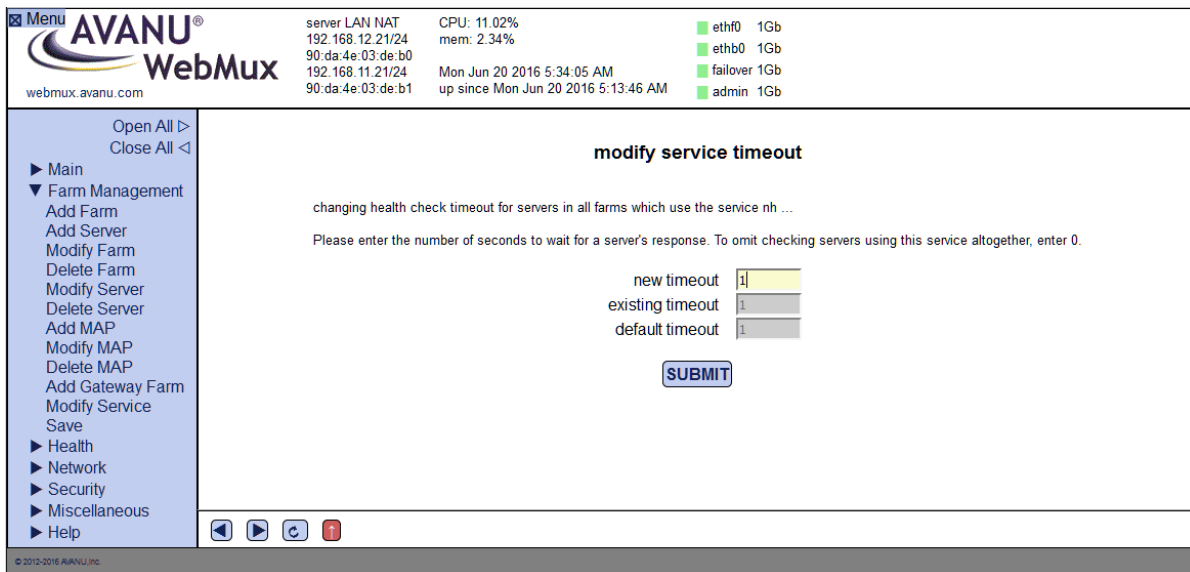 Menu
AVANU®
WebMux
webmux.avanu.com
server LAN NAT
192.168.12.21/24
90:da:4e:03:de:b0
192.168.11.21/24
90:da:4e:03:de:b1
CPU: 11.02%
mem: 2.34%
Mon Jun 20 2016 5:34:05 AM
up since Mon Jun 20 2016 5:13:46 AM
ethf0 1Gb
ethb0 1Gb
failover 1Gb
admin 1Gb
Open All ▷
Close All ◁
▶ Main
▼ Farm Management
Add Farm
Add Server
Modify Farm
Delete Farm
Modify Server
Delete Server
Add MAP
Modify MAP
Delete MAP
Add Gateway Farm
Modify Service
Save
▶ Health
▶ Network
▶ Security
▶ Miscellaneous
▶ Help
modify service timeout
changing health check timeout for servers in all farms which use the service nh ...
Please enter the number of seconds to wait for a server's response. To omit checking servers using this service altogether, enter 0.
new timeout 1
existing timeout 1
default timeout 1
SUBMIT
© 2012-2016 AVANU,Inc.